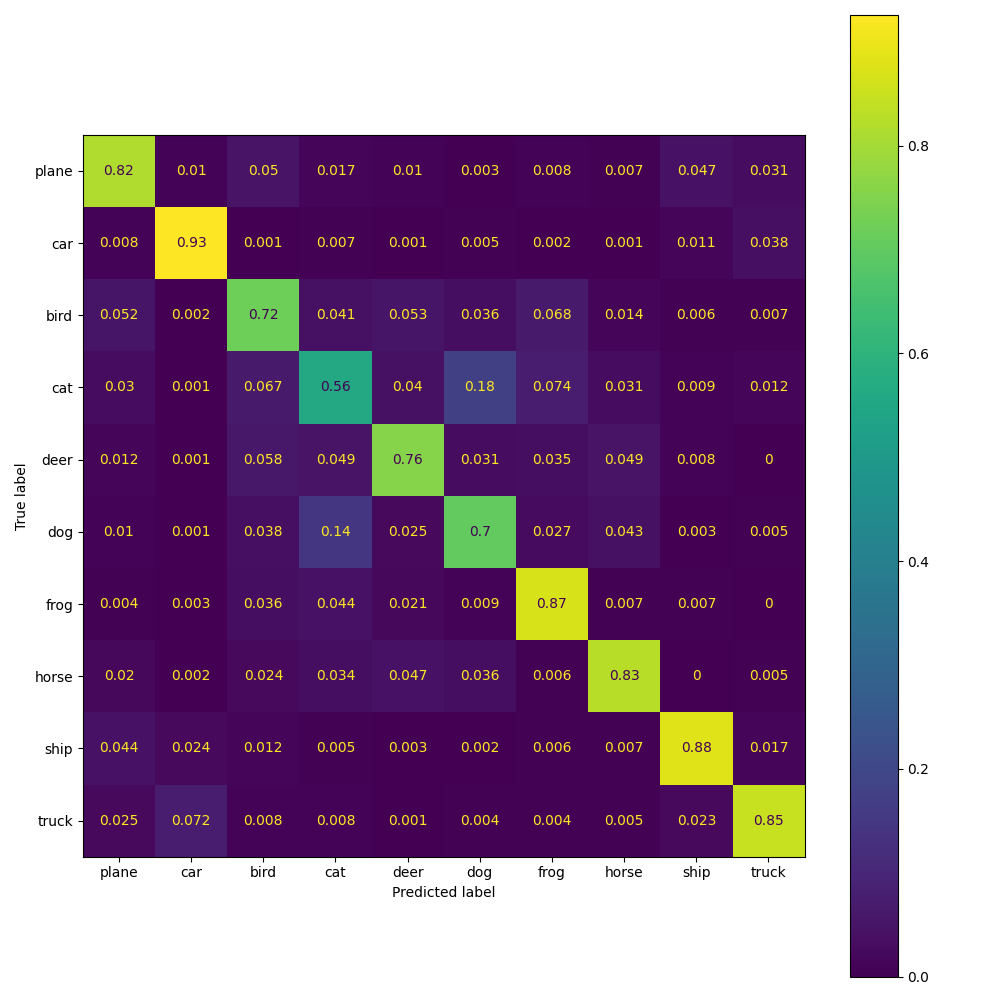 plane 0.82 0.01 0.05 0.017 0.01 0.003 0.008 0.007 0.047 0.031
car 0.008 0.93 0.001 0.007 0.001 0.005 0.002 0.001 0.011 0.038
bird 0.052 0.002 0.72 0.041 0.053 0.036 0.068 0.014 0.006 0.007
cat 0.03 0.001 0.067 0.56 0.04 0.18 0.074 0.031 0.009 0.012
deer 0.012 0.001 0.058 0.049 0.76 0.031 0.035 0.049 0.008 0
dog 0.01 0.001 0.038 0.14 0.025 0.7 0.027 0.043 0.003 0.005
frog 0.004 0.003 0.036 0.044 0.021 0.009 0.87 0.007 0.007 0
horse 0.02 0.002 0.024 0.034 0.047 0.036 0.006 0.83 0 0.005
ship 0.044 0.024 0.012 0.005 0.003 0.002 0.006 0.007 0.88 0.017
truck 0.025 0.072 0.008 0.008 0.001 0.004 0.004 0.005 0.023 0.85
plane car bird cat deer dog frog horse ship truck
Predicted label
True label
0.8
0.6
0.4
0.2
0.0